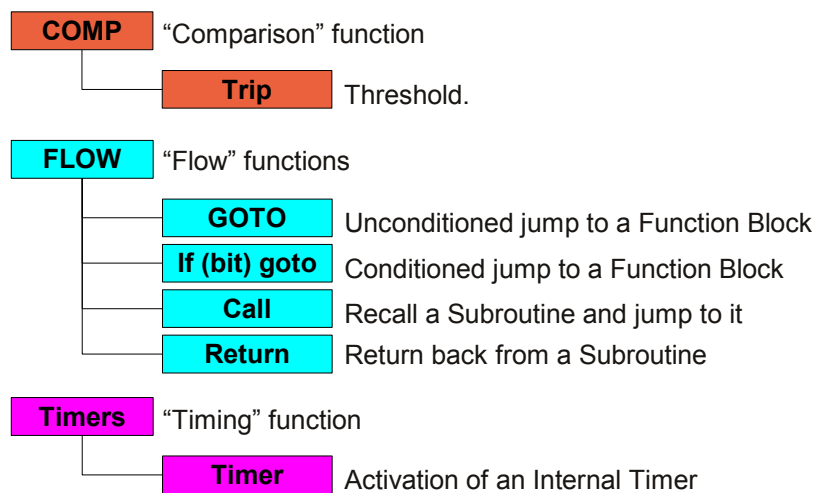 COMP “Comparison” function
Trip Threshold.
FLOW “Flow” functions
GOTO Unconditioned jump to a Function Block
If (bit) goto Conditioned jump to a Function Block
Call Recall a Subroutine and jump to it
Return Return back from a Subroutine
Timers “Timing” function
Timer Activation of an Internal Timer